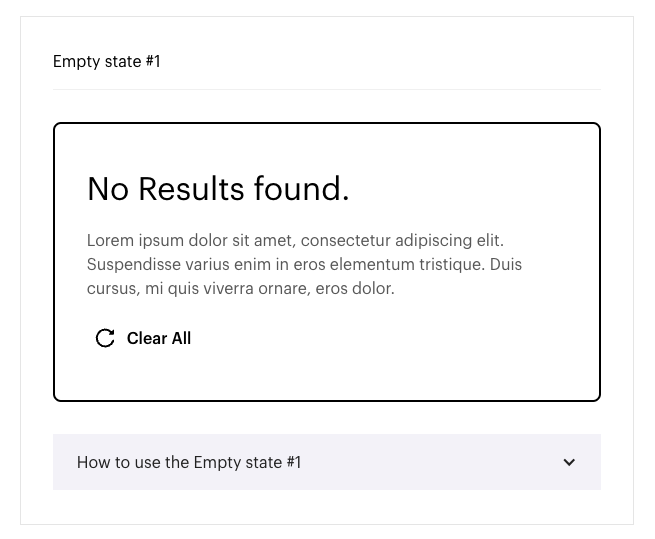 Empty state #1
No Results found.
Lorem ipsum dolor sit amet, consectetur adipiscing elit.
Suspendisse varius enim in eros elementum tristique. Duis
cursus, mi quis viverra ornare, eros dolor.
Clear All
How to use the Empty state #1